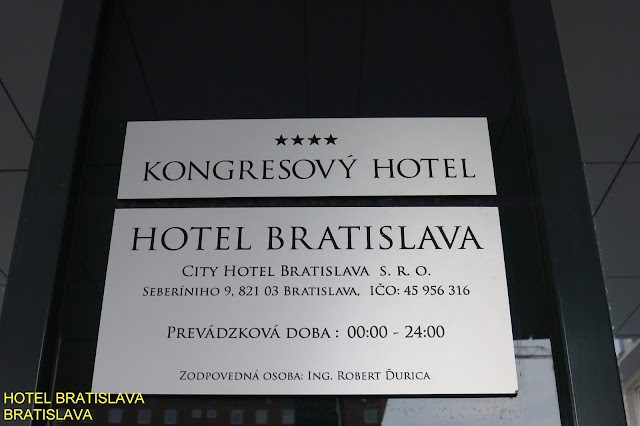 ★★★★
KONGRESOVÝ HOTEL
HOTEL BRATISLAVA
CITY HOTEL BRATISLAVA S. R. O.
SEBERÍNIHO 9, 821 03 BRATISLAVA, IČO: 45 956 316
PREVÁDZKOVÁ DOBA : 00:00 - 24:00
ZODPOVEDNÁ OSOBA: ING. ROBERT ĎURICA
HOTEL BRATISLAVA
BRATISLAVA